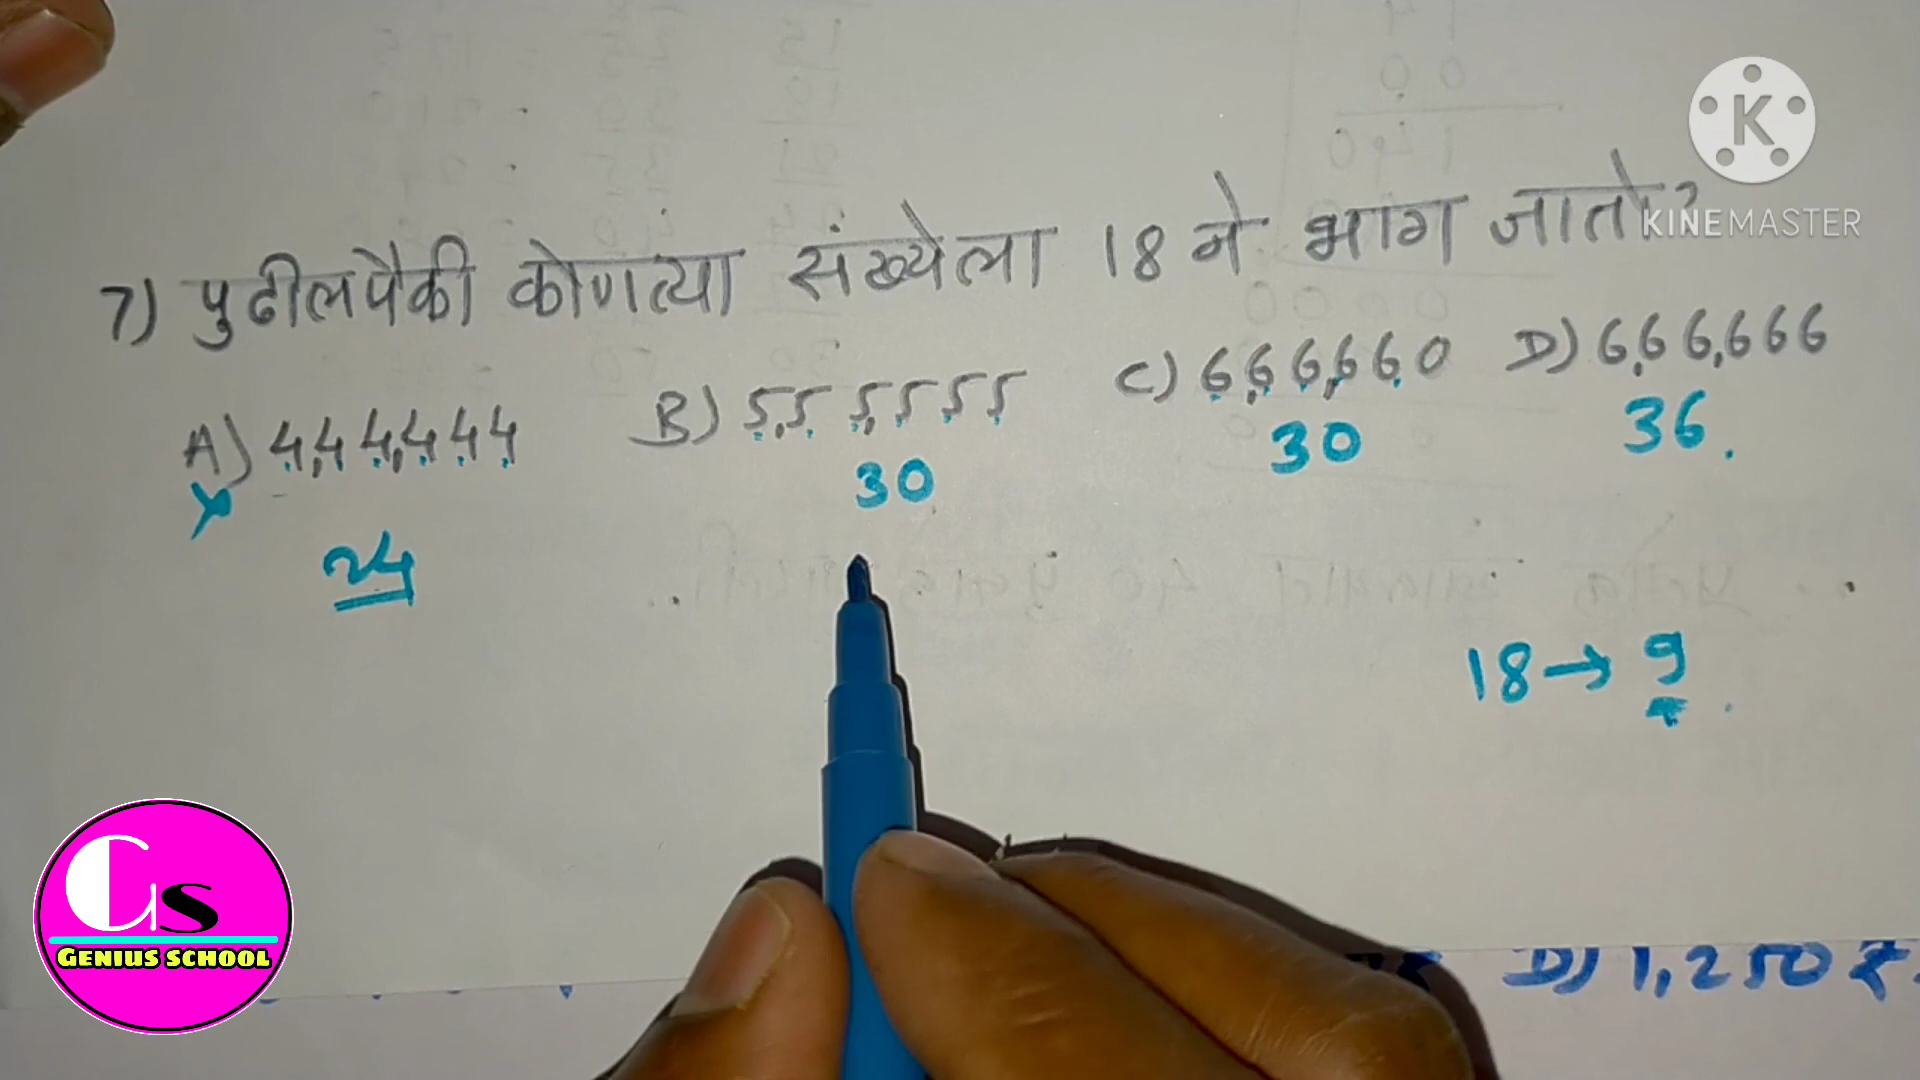 7) पुढीलपैकी कोणत्या संख्येला 18 ने भाग जातो?
A) 4,44,444 B) 5,55,555 C) 6,66,660 D) 6,66,666
24 30 30 36
18 → 9
D) 1,250 ₹
K
KINEMASTER
GS
GENIUS SCHOOL